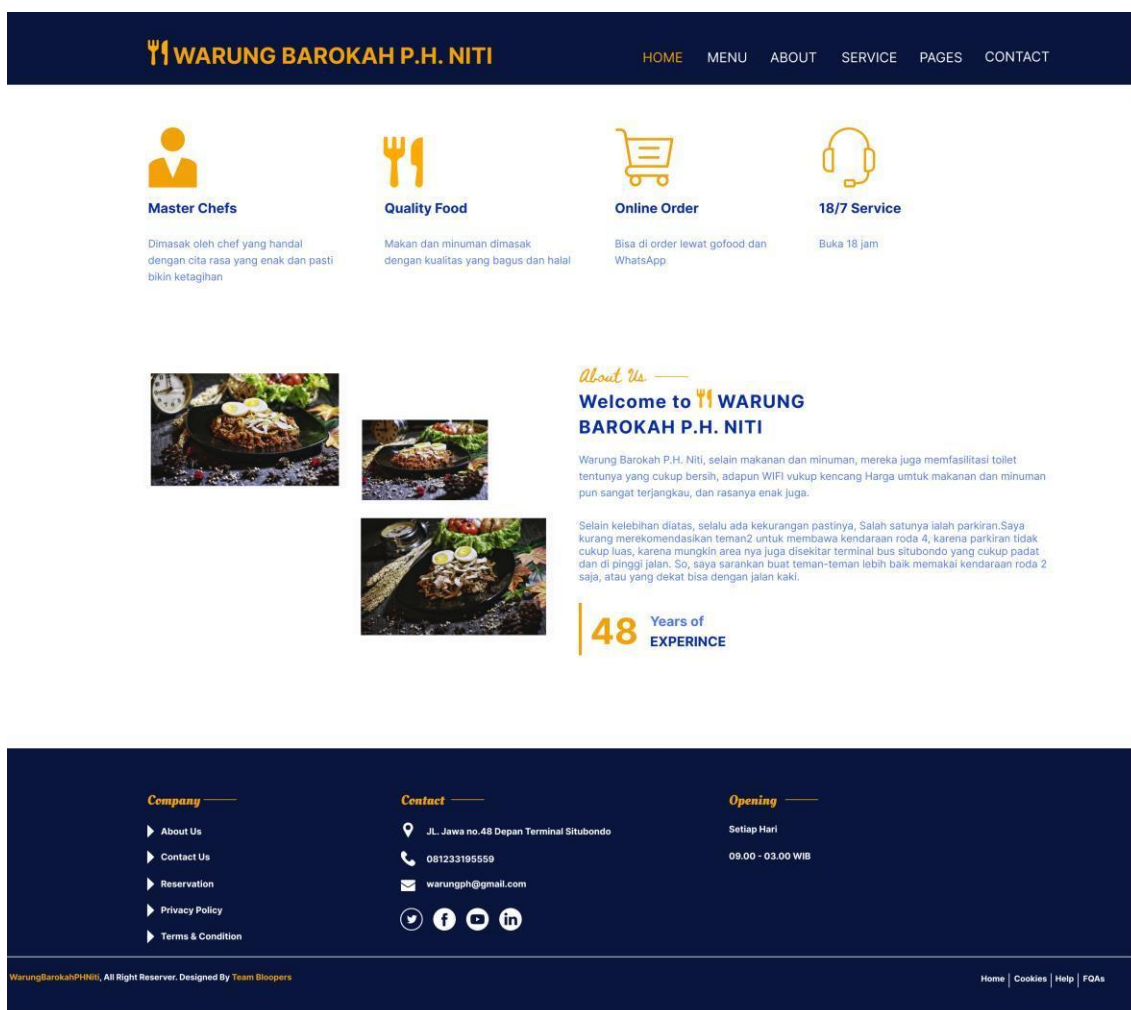 WARUNG BAROKAH P.H. NITI
HOME MENU ABOUT SERVICE PAGES CONTACT
Master Chefs
Dimasak oleh chef yang handal
dengan cita rasa yang enak dan pasti
bikin ketagihan
Quality Food
Makan dan minuman dimasak
dengan kualitas yang bagus dan halal
Online Order
Bisa di order lewat gofood dan
WhatsApp
18/7 Service
Buka 18 jam
About Us
Welcome to WARUNG
BAROKAH P.H. NITI
Warung Barokah P.H. Niti, selain makanan dan minuman, mereka juga memfasilitasi toilet
tentunya yang cukup bersih, adapun WIFI vukup kencang Harga umtuk makanan dan minuman
pun sangat terjangkau, dan rasanya enak juga.
Selain kelebihan diatas, selalu ada kekurangan pastinya, Salah satunya ialah parkiran.Saya
kurang merekomendasikan teman2 untuk membawa kendaraan roda 4, karena parkiran tidak
cukup luas, karena mungkin area nya juga disekitar terminal bus situbondo yang cukup padat
dan di pinggi jalan. So, saya sarankan buat teman-teman lebih baik memakai kendaraan roda 2
saja, atau yang dekat bisa dengan jalan kaki.
48
Years of
EXPERINCE
Company
About Us
Contact Us
Reservation
Privacy Policy
Terms & Condition
Contact
JL. Jawa no.48 Depan Terminal Situbondo
081233195559
warungph@gmail.com
Opening
Setiap Hari
09.00 - 03.00 WIB
WarungBarokahPHNiti, All Right Reserver. Designed By Team Bloopers
Home | Cookies | Help | FQAs